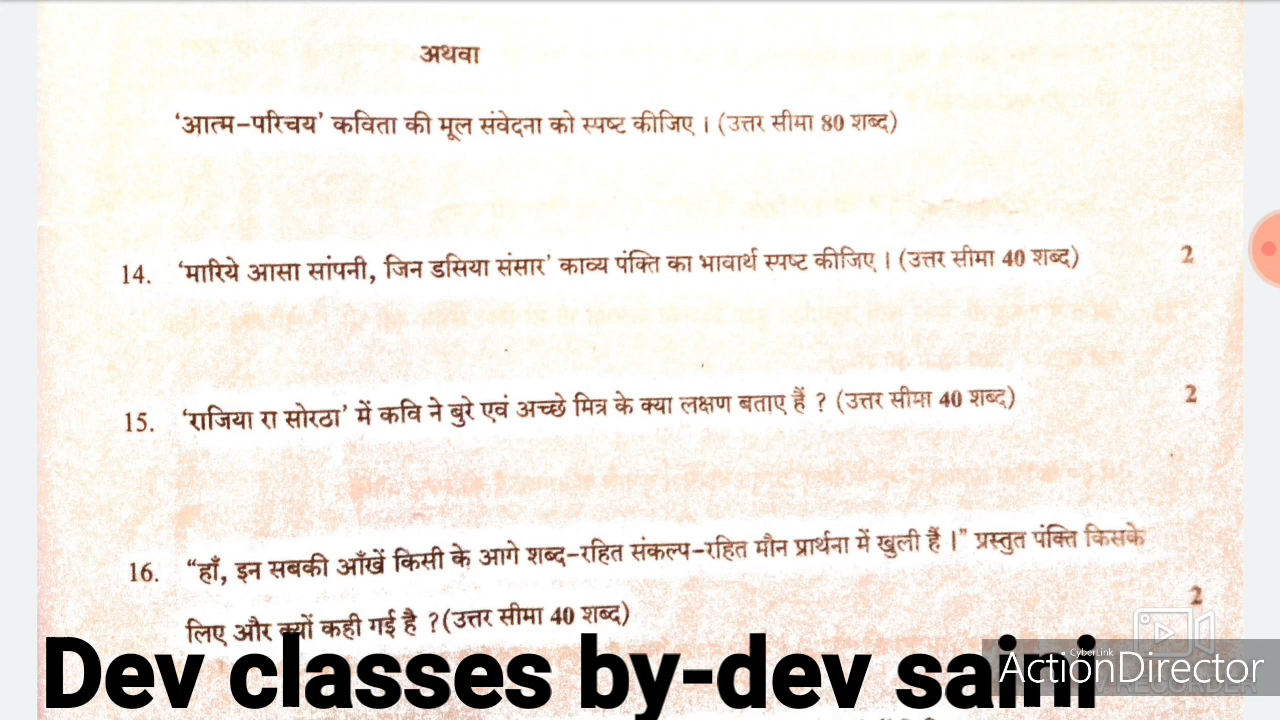 अथवा
'आत्म-परिचय' कविता की मूल संवेदना को स्पष्ट कीजिए । (उत्तर सीमा 80 शब्द)
14. 'मारिये आसा सांपनी, जिन डसिया संसार' काव्य पंक्ति का भावार्थ स्पष्ट कीजिए । (उत्तर सीमा 40 शब्द) 2
15. 'राजिया रा सोरठा' में कवि ने बुरे एवं अच्छे मित्र के क्या लक्षण बताए हैं ? (उत्तर सीमा 40 शब्द) 2
16. "हाँ, इन सबकी आँखें किसी के आगे शब्द-रहित संकल्प-रहित मौन प्रार्थना में खुली हैं ।" प्रस्तुत पंक्ति किसके
लिए और क्यों कही गई है ?(उत्तर सीमा 40 शब्द) 2
Dev classes by-dev saini
CyberLink
ActionDirector
RECORDER